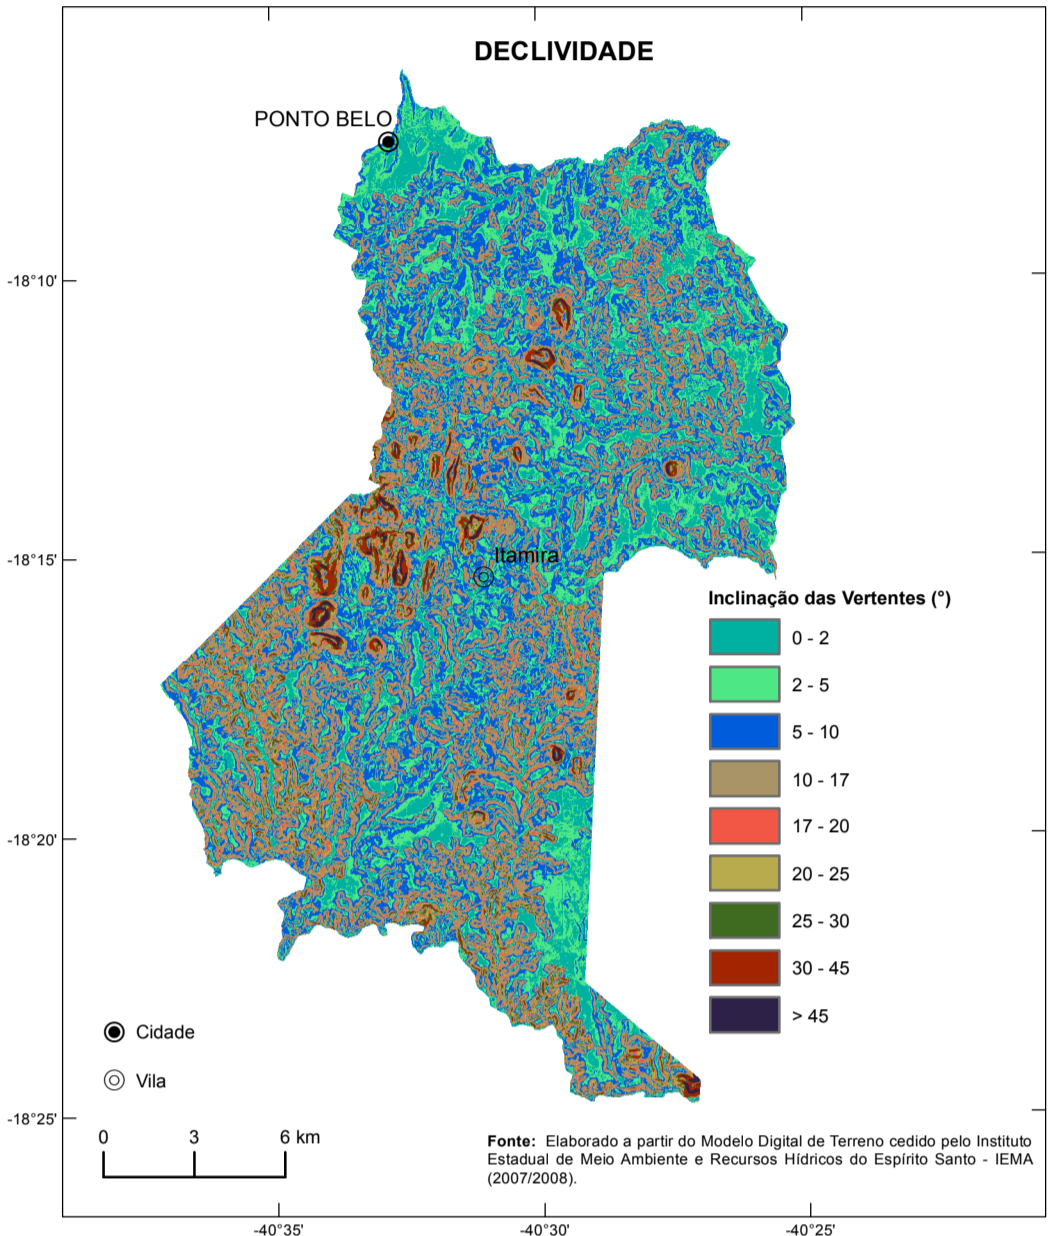 DECLIVIDADE
PONTO BELO
-18°10'
-18°15'
Itamira
Inclinação das Vertentes (°)
0 - 2
2 - 5
5 - 10
10 - 17
17 - 20
20 - 25
25 - 30
30 - 45
> 45
-18°20'
Cidade
Vila
-18°25'
0 3 6 km
Fonte: Elaborado a partir do Modelo Digital de Terreno cedido pelo Instituto
Estadual de Meio Ambiente e Recursos Hídricos do Espírito Santo - IEMA
(2007/2008).
-40°35' -40°30' -40°25'